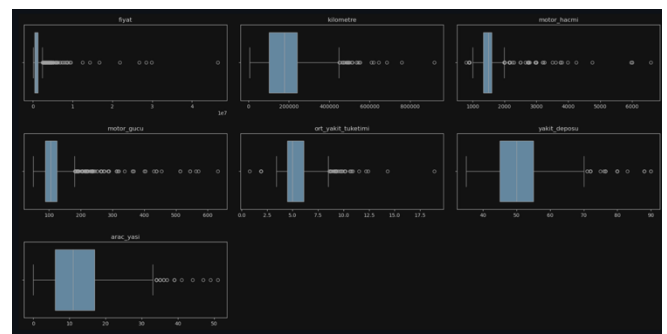 fiyat
kilometre
motor_hacmi
0 1 2 3 4
1e7
0 200000 400000 600000 800000
1000 2000 3000 4000 5000 6000
motor_gucu
ort_yakit_tuketimi
yakit_deposu
100 200 300 400 500 600
0.0 2.5 5.0 7.5 10.0 12.5 15.0 17.5
40 50 60 70 80 90
arac_yasi
0 10 20 30 40 50